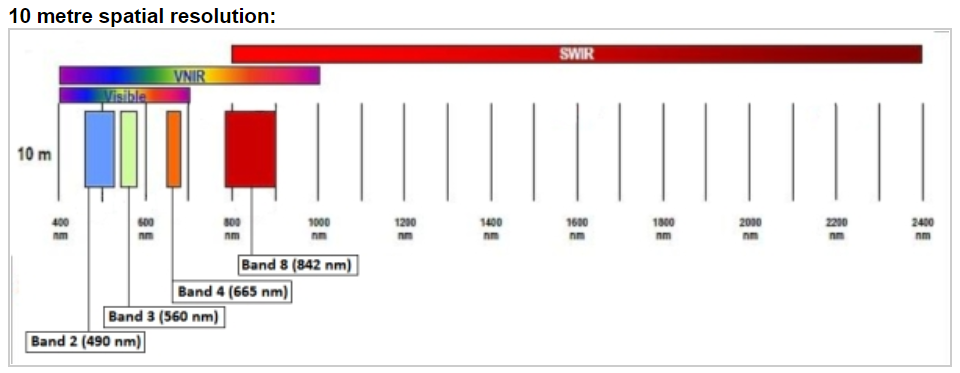 10 metre spatial resolution:
SWIR
VNIR
Visible
10 m
400 nm
600 nm
800 nm
1000 nm
1200 nm
1400 nm
1600 nm
1800 nm
2000 nm
2200 nm
2400 nm
Band 8 (842 nm)
Band 4 (665 nm)
Band 3 (560 nm)
Band 2 (490 nm)